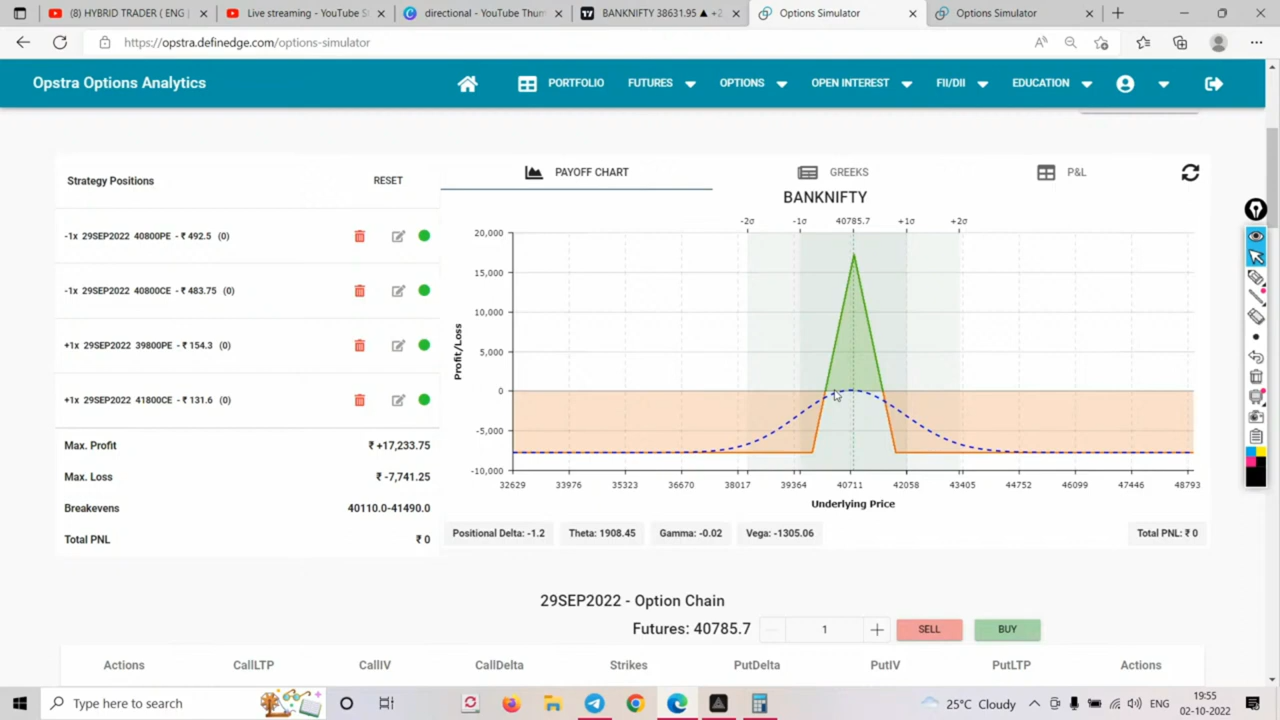 (8) HYBRID TRADER ( ENG |
Live streaming - YouTube S
directional - YouTube Thum
BANKNIFTY 38631.95 ▲ +2
Options Simulator
Options Simulator
https://opstra.definedge.com/options-simulator
Opstra Options Analytics
PORTFOLIO
FUTURES
OPTIONS
OPEN INTEREST
FII/DII
EDUCATION
Strategy Positions
RESET
PAYOFF CHART
GREEKS
P&L
BANKNIFTY
-1x 29SEP2022 40800PE - ₹ 492.5 (0)
-1x 29SEP2022 40800CE - ₹ 483.75 (0)
+1x 29SEP2022 39800PE - ₹ 154.3 (0)
+1x 29SEP2022 41800CE - ₹ 131.6 (0)
Max. Profit ₹ +17,233.75
Max. Loss ₹ -7,741.25
Breakevens 40110.0-41490.0
Total PNL ₹ 0
-2σ -1σ 40785.7 +1σ +2σ
20,000
15,000
10,000
5,000
0
-5,000
-10,000
Profit/Loss
32629 33976 35323 36670 38017 39364 40711 42058 43405 44752 46099 47446 48793
Underlying Price
Positional Delta: -1.2
Theta: 1908.45
Gamma: -0.02
Vega: -1305.06
Total PNL: ₹ 0
29SEP2022 - Option Chain
Futures: 40785.7
1
SELL
BUY
Actions CallLTP CallIV CallDelta Strikes PutDelta PutIV PutLTP Actions
Type here to search
25°C Cloudy
ENG
19:55
02-10-2022